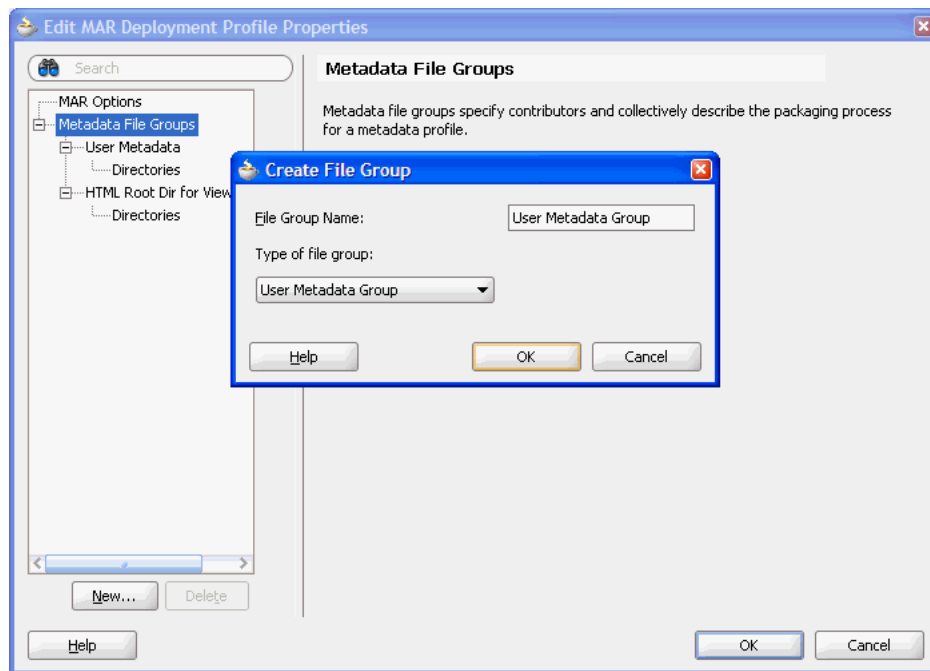 Edit MAR Deployment Profile Properties
Search
MAR Options
Metadata File Groups
User Metadata
Directories
HTML Root Dir for View
Directories
New...
Delete
Metadata File Groups
Metadata file groups specify contributors and collectively describe the packaging process
for a metadata profile.
Create File Group
File Group Name:
User Metadata Group
Type of file group:
User Metadata Group
Help
OK
Cancel
Help
OK
Cancel